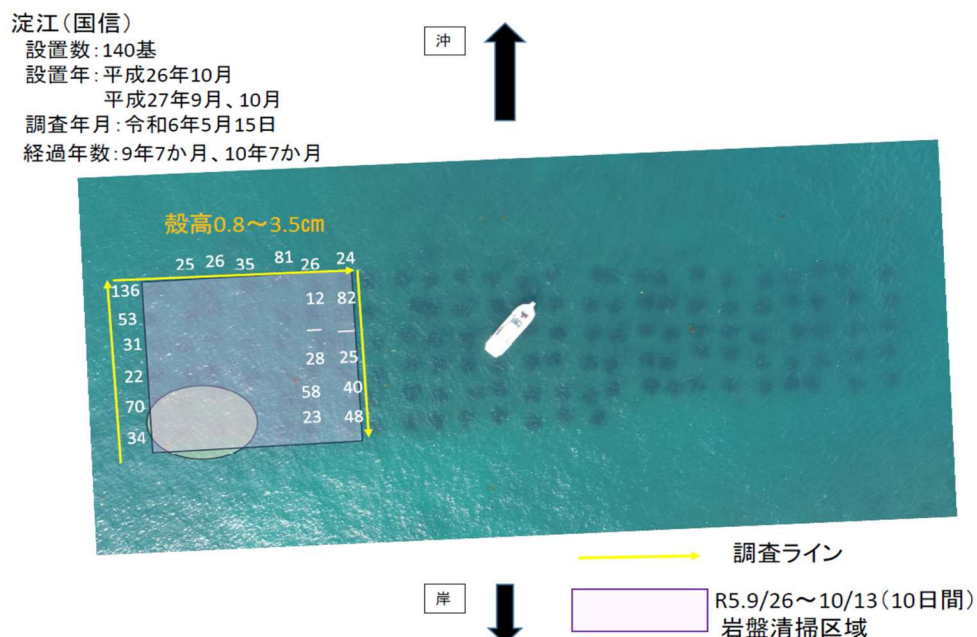 淀江（国信）
設置数：140基
設置年：平成26年10月
平成27年9月、10月
調査年月：令和6年5月15日
経過年数：9年7か月、10年7か月
沖
殻高0.8～3.5㎝
25 26 35 81 26 24
136
12 82
53
— —
31
28 25
22
58 40
70
23 48
34
調査ライン
岸
R5.9/26～10/13（10日間）
岩盤清掃区域